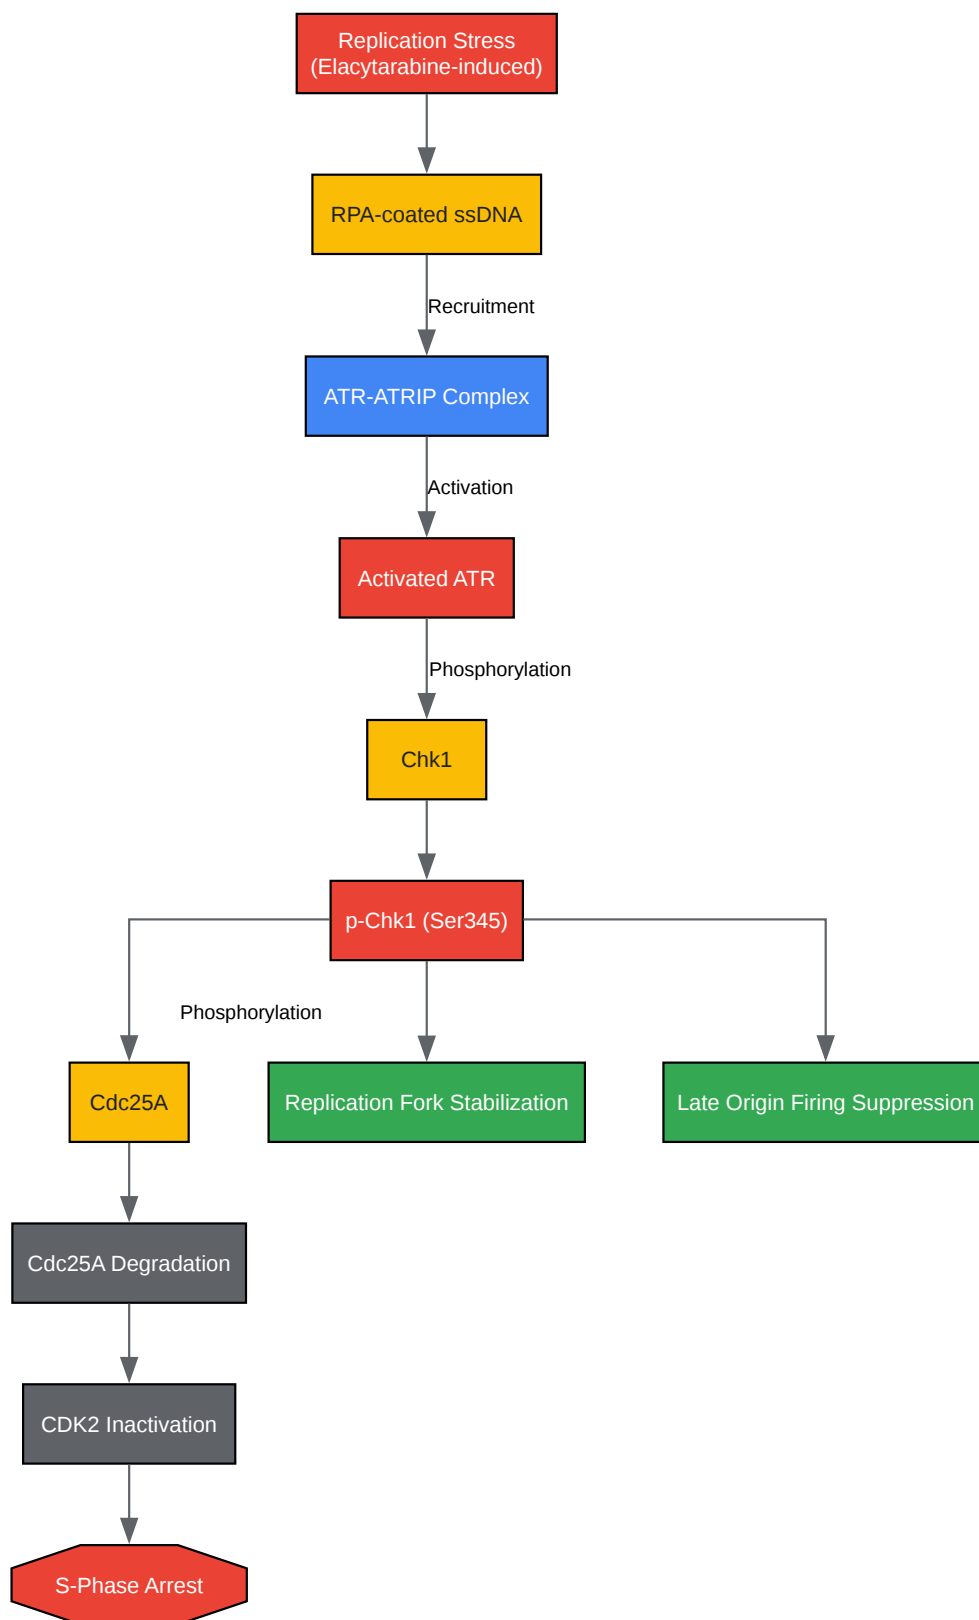 Replication Stress
(Elacytarabine-induced)
RPA-coated ssDNA
Recruitment
ATR-ATRIP Complex
Activation
Activated ATR
Phosphorylation
Chk1
p-Chk1 (Ser345)
Phosphorylation
Cdc25A
Replication Fork Stabilization
Late Origin Firing Suppression
Cdc25A Degradation
CDK2 Inactivation
S-Phase Arrest